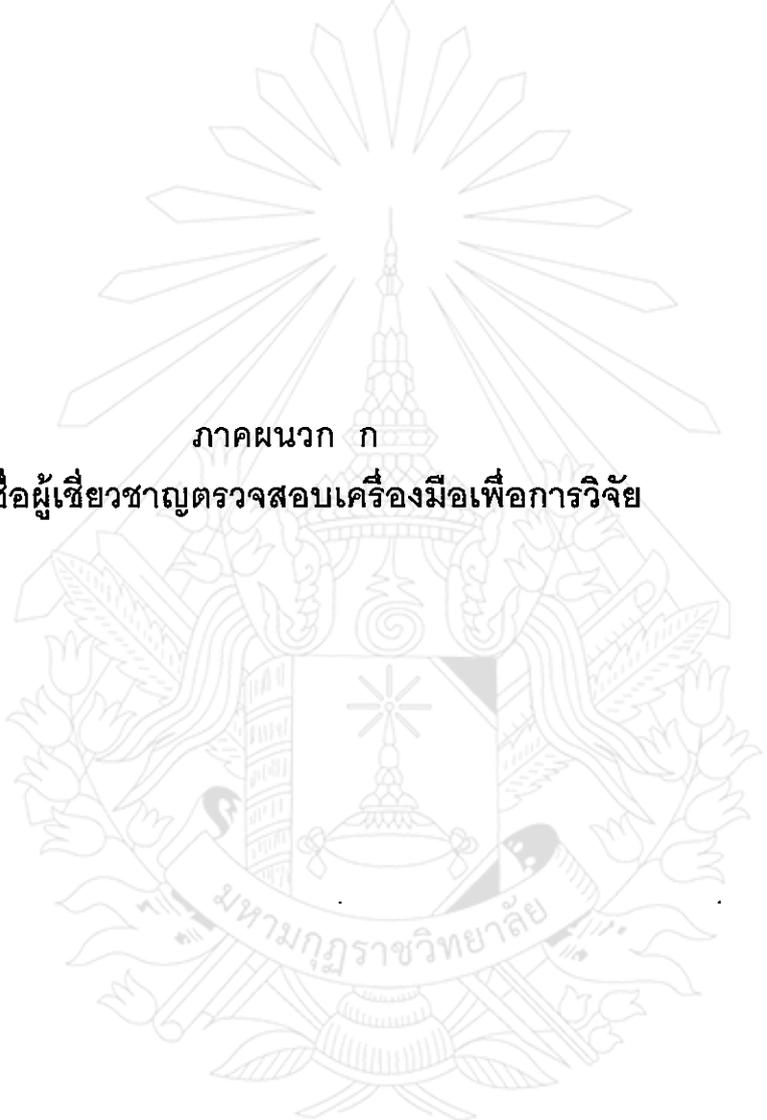 ภาคผนวก ก
ชื่อผู้เชี่ยวชาญตรวจสอบเครื่องมือเพื่อการวิจัย
มหามกุฏราชวิทยาลัย